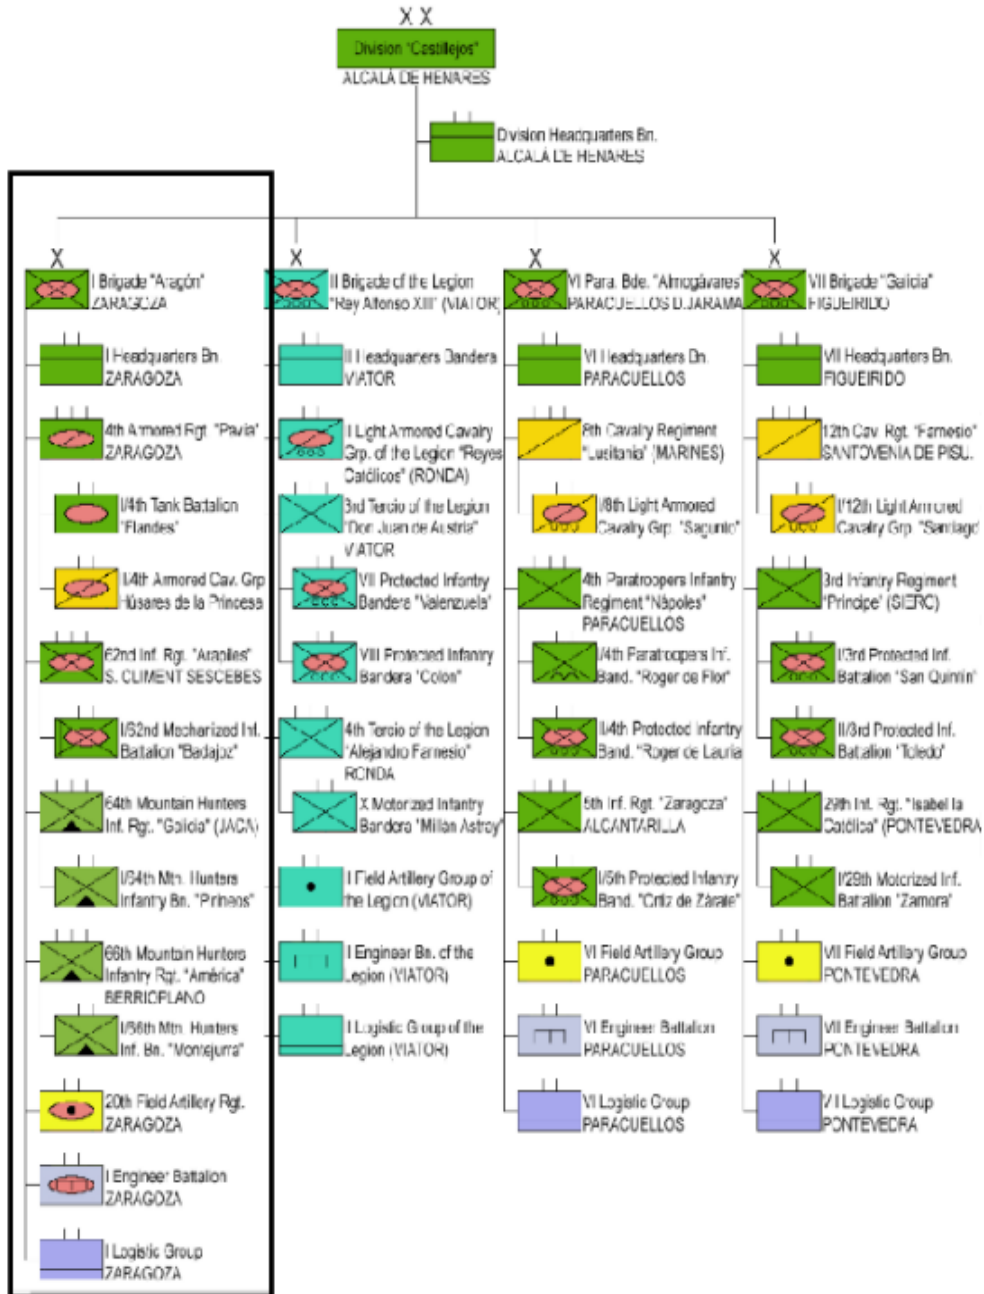 X X
Division "Castillejos"
ALCALÁ DE HENARES
Division Headquarters Bn.
ALCALÁ DE HENARES
X
I Brigade "Aragón"
ZARAGOZA
I Headquarters Bn
ZARAGOZA
4th Armored Rgt. "Pavia"
ZARAGOZA
I/4th Tank Battalion
"Flandes"
II/4th Armored Cav. Grp
Húsares de la Princesa
62nd Inf. Rgt. "Arapiles"
S. CLIMENT SESCEBES
I/62nd Mechanized Inf.
Battalion "Badajoz"
64th Mountain Hunters
Inf. Rgt. "Galicia" (JACA)
I/64th Mtn. Hunters
Infantry Bn. "Pirineos"
66th Mountain Hunters
Infantry Rgt. "América"
BERRIOPLANO
I/66th Mtn. Hunters
Inf. Bn. "Montejurra"
20th Field Artillery Rgt.
ZARAGOZA
I Engineer Battalion
ZARAGOZA
I Logistic Group
ZARAGOZA
X
II Brigade of the Legion
"Rey Alfonso XIII" (VIATOR)
II Headquarters Bandera
VIATOR
II Light Armored Cavalry
Grp. of the Legion "Reyes
Católicos" (RONDA)
3rd Tercio of the Legion
"Don Juan de Austria"
VIATOR
VII Protected Infantry
Bandera "Valenzuela"
VIII Protected Infantry
Bandera "Colón"
4th Tercio of the Legion
"Alejandro Farnesio"
RONDA
X Motorized Infantry
Bandera "Millán Astray"
II Field Artillery Group of
the Legion (VIATOR)
II Engineer Bn. of the
Legion (VIATOR)
II Logistic Group of the
Legion (VIATOR)
X
VI Para. Bde. "Almogávares"
PARACUELLOS D.JARAMA
VI Headquarters Bn.
PARACUELLOS
8th Cavalry Regiment
"Lusitania" (MARINES)
I/8th Light Armored
Cavalry Grp. "Sagunto"
4th Paratroopers Infantry
Regiment "Nápoles"
PARACUELLOS
I/4th Paratroopers Inf.
Band. "Roger de Flor"
II/4th Protected Infantry
Band. "Roger de Lauria
5th Inf. Rgt. "Zaragoza"
ALCANTARILLA
I/5th Protected Infantry
Band. "Ortiz de Zárate"
VI Field Artillery Group
PARACUELLOS
VI Engineer Battalion
PARACUELLOS
VI Logistic Group
PARACUELLOS
X
VII Brigade "Galicia"
FIGUEIRIDO
VII Headquarters Bn.
FIGUEIRIDO
12th Cav. Rgt. "Farnesio"
SANTOVENIA DE PISU.
I/12th Light Armored
Cavalry Grp. "Santiago
3rd Infantry Regiment
"Príncipe" (SIERO)
I/3rd Protected Inf.
Battalion "San Quintín"
II/3rd Protected Inf.
Battalion "Toledo"
29th Inf. Rgt. "Isabel la
Católica" (PONTEVEDRA
I/29th Motorized Inf.
Battalion "Zamora"
VII Field Artillery Group
PONTEVEDRA
VII Engineer Battalion
PONTEVEDRA
VII Logistic Group
PONTEVEDRA